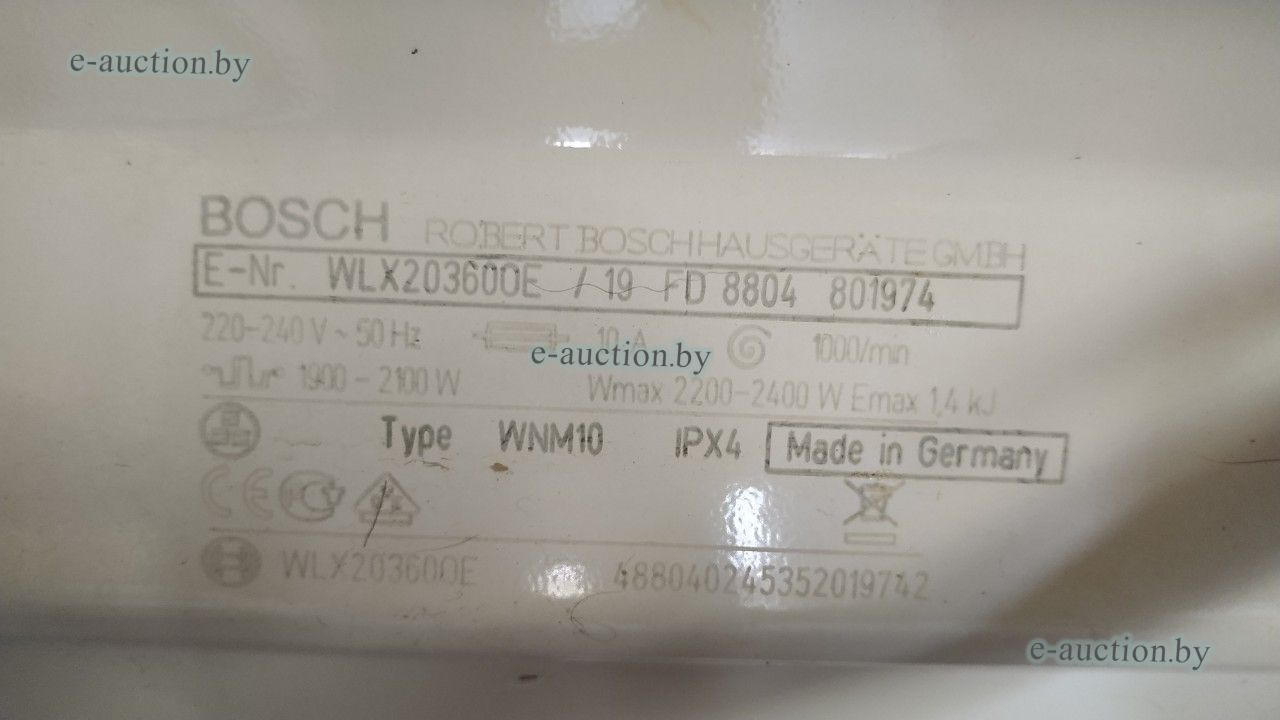 e-auction.by
BOSCH ROBERT BOSCH HAUSGERÄTE GMBH
E-Nr. WLX20360OE / 19 FD 8804 801974
220-240 V ~ 50 Hz 10 A 1000/min
e-auction.by
1900 - 2100 W Wmax 2200-2400 W Emax 1,4 kJ
Type WNM10 IPX4 Made in Germany
CE
WLX20360OE 488040245352019742
e-auction.by